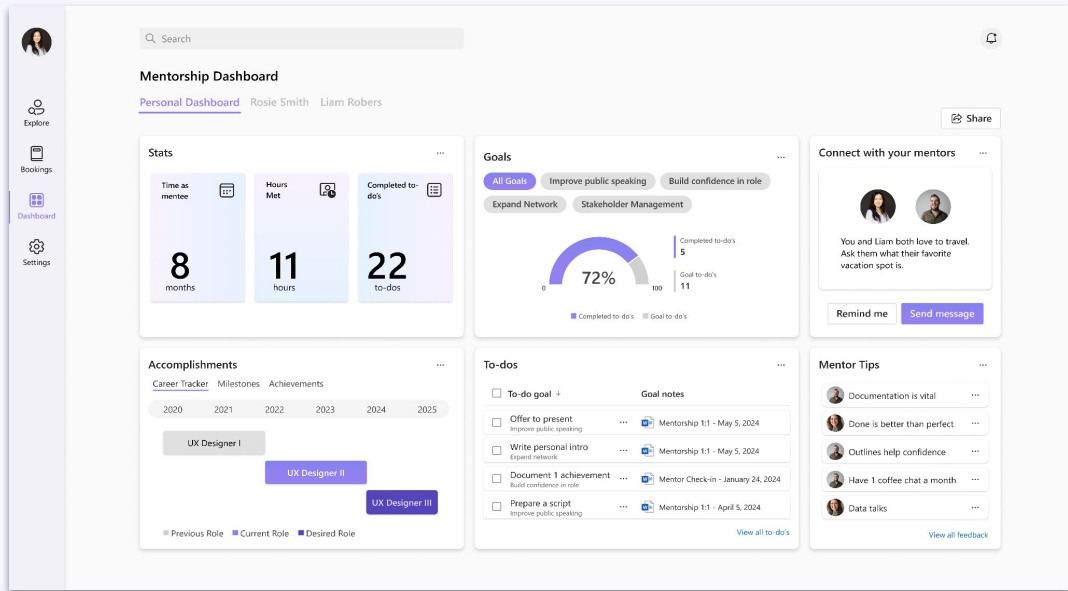 Search
Mentorship Dashboard
Personal Dashboard Rosie Smith Liam Robers
Share
Explore
Bookings
Dashboard
Settings
Stats
Time as
mentee
8
months
Hours
Met
11
hours
Completed to-
do's
22
to-dos
Goals
All Goals Improve public speaking Build confidence in role
Expand Network Stakeholder Management
72%
0 100
Completed to-do's
5
Goal to-do's
11
Completed to-do's Goal to-do's
Connect with your mentors
You and Liam both love to travel.
Ask them what their favorite
vacation spot is.
Remind me Send message
Accomplishments
Career Tracker Milestones Achievements
2020 2021 2022 2023 2024 2025
UX Designer I
UX Designer II
UX Designer III
Previous Role Current Role Desired Role
To-dos
To-do goal ↓ Goal notes
Offer to present
Improve public speaking
Mentorship 1:1 - May 5, 2024
Write personal intro
Expand network
Mentorship 1:1 - May 5, 2024
Document 1 achievement
Build confidence in role
Mentor Check-in - January 24, 2024
Prepare a script
Improve public speaking
Mentorship 1:1 - April 5, 2024
View all to-do's
Mentor Tips
Documentation is vital
Done is better than perfect
Outlines help confidence
Have 1 coffee chat a month
Data talks
View all feedback